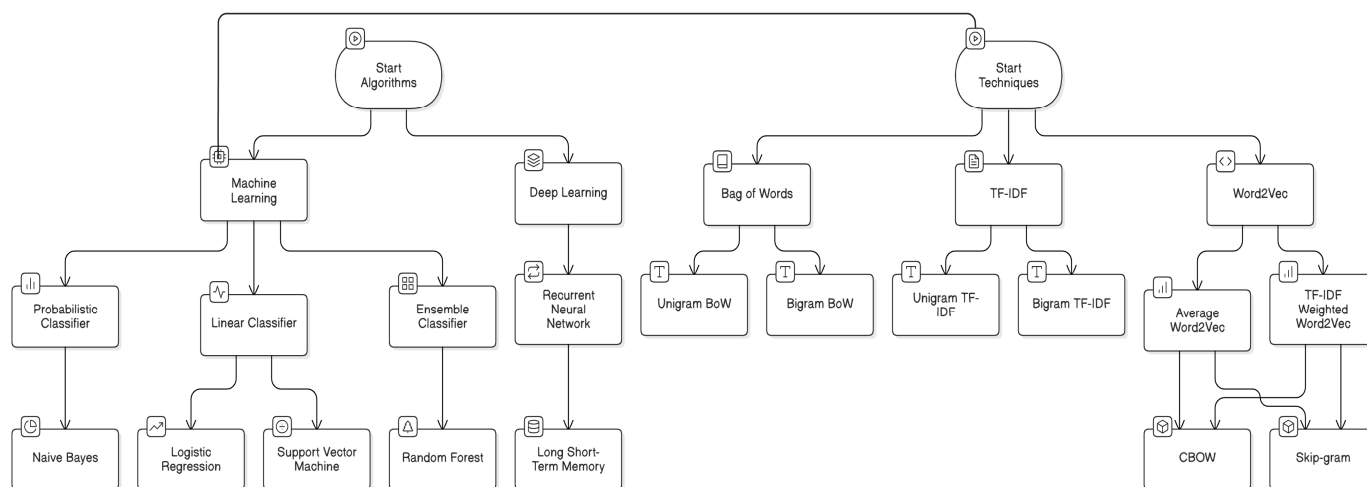 Start
Algorithms
Start
Techniques
Machine
Learning
Deep Learning
Bag of Words
TF-IDF
Word2Vec
Probabilistic
Classifier
Linear Classifier
Ensemble
Classifier
Recurrent
Neural
Network
Unigram BoW
Bigram BoW
Unigram TF-
IDF
Bigram TF-IDF
Average
Word2Vec
TF-IDF
Weighted
Word2Vec
Naive Bayes
Logistic
Regression
Support Vector
Machine
Random Forest
Long Short-
Term Memory
CBOW
Skip-gram